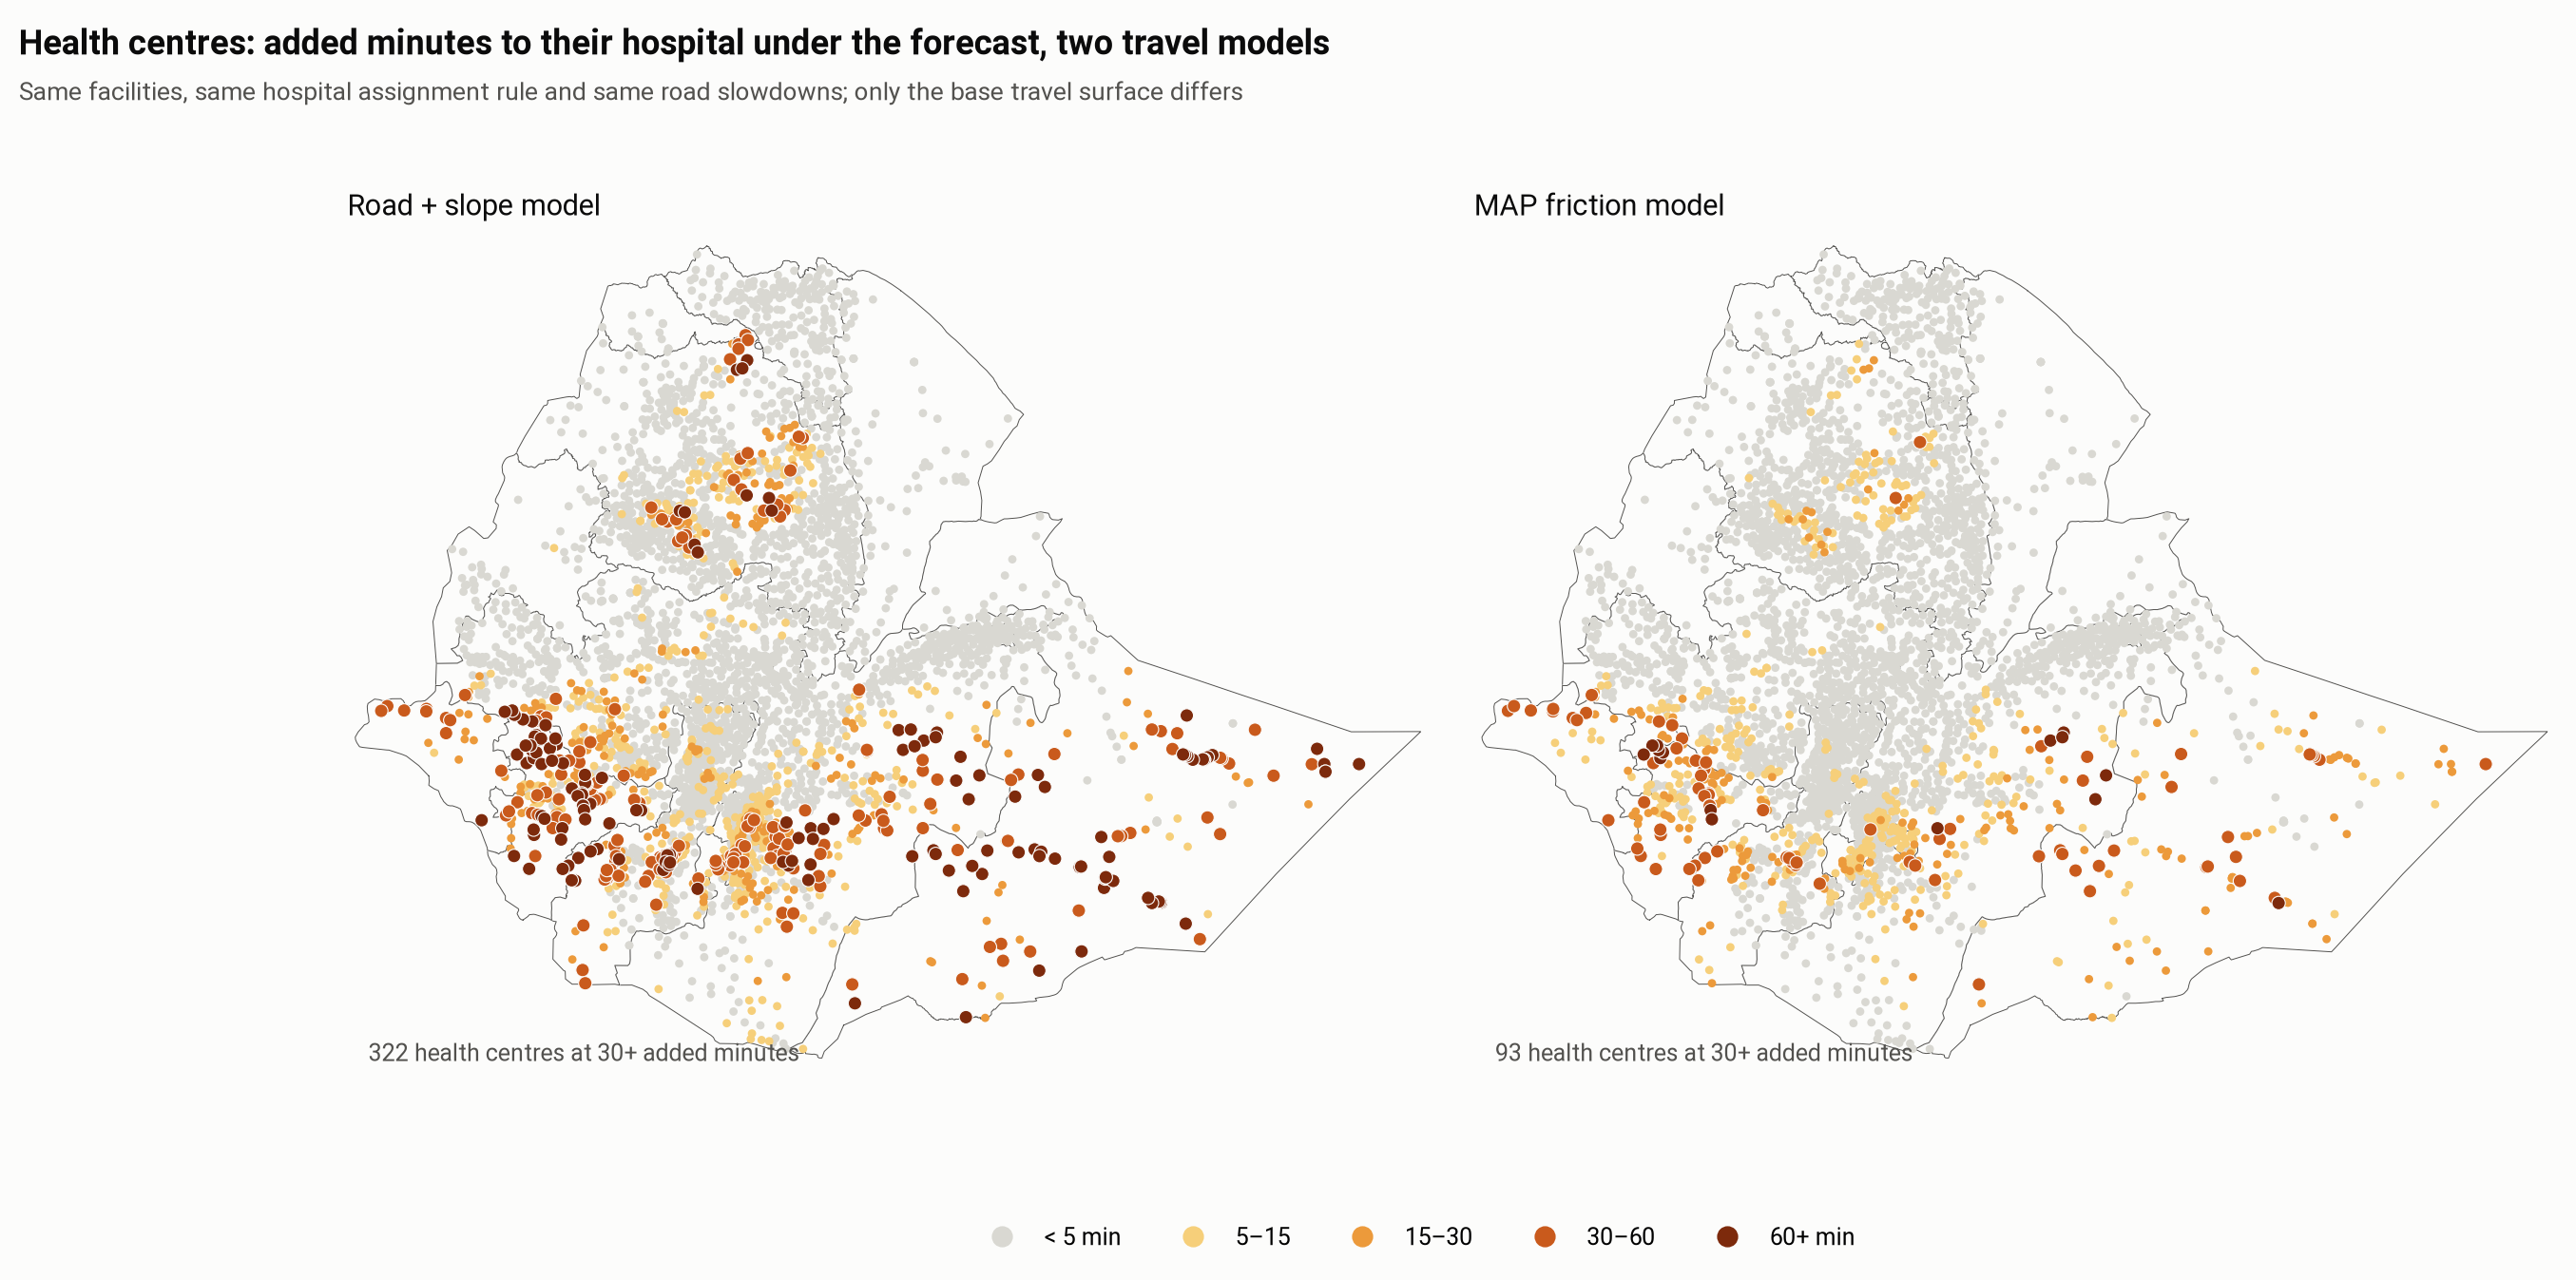 Health centres: added minutes to their hospital under the forecast, two travel models
Same facilities, same hospital assignment rule and same road slowdowns; only the base travel surface differs
Road + slope model
MAP friction model
322 health centres at 30+ added minutes
93 health centres at 30+ added minutes
< 5 min
5–15
15–30
30–60
60+ min